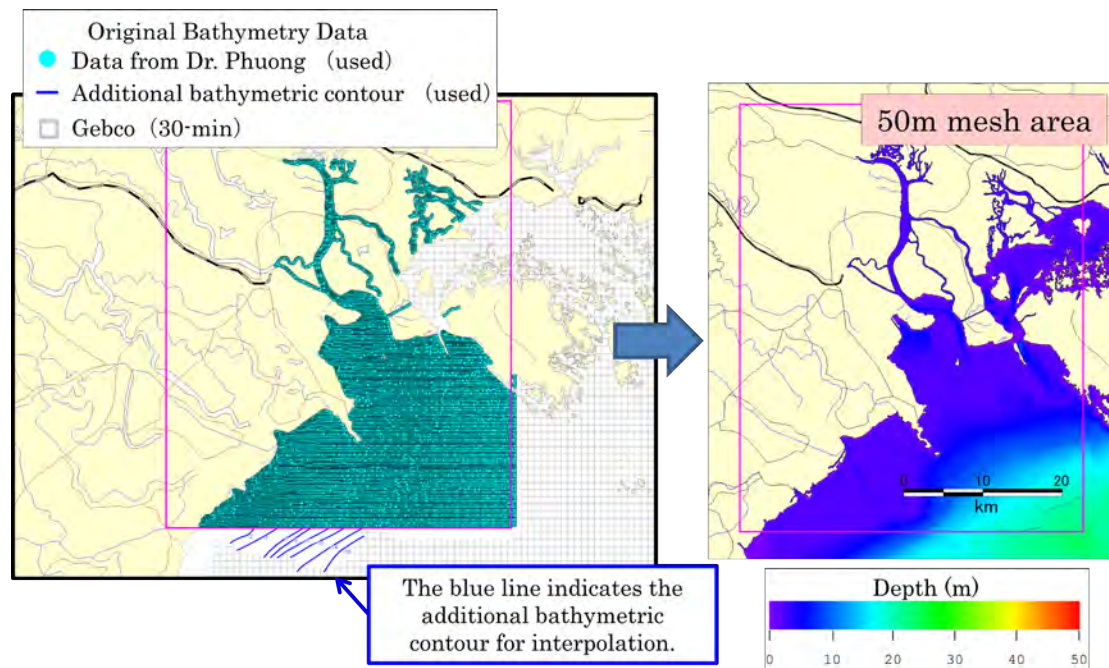 Original Bathymetry Data
Data from Dr. Phuong （used）
Additional bathymetric contour （used）
Gebco（30-min）
50m mesh area
0 10 20
km
The blue line indicates the
additional bathymetric
contour for interpolation.
Depth (m)
0 10 20 30 40 50